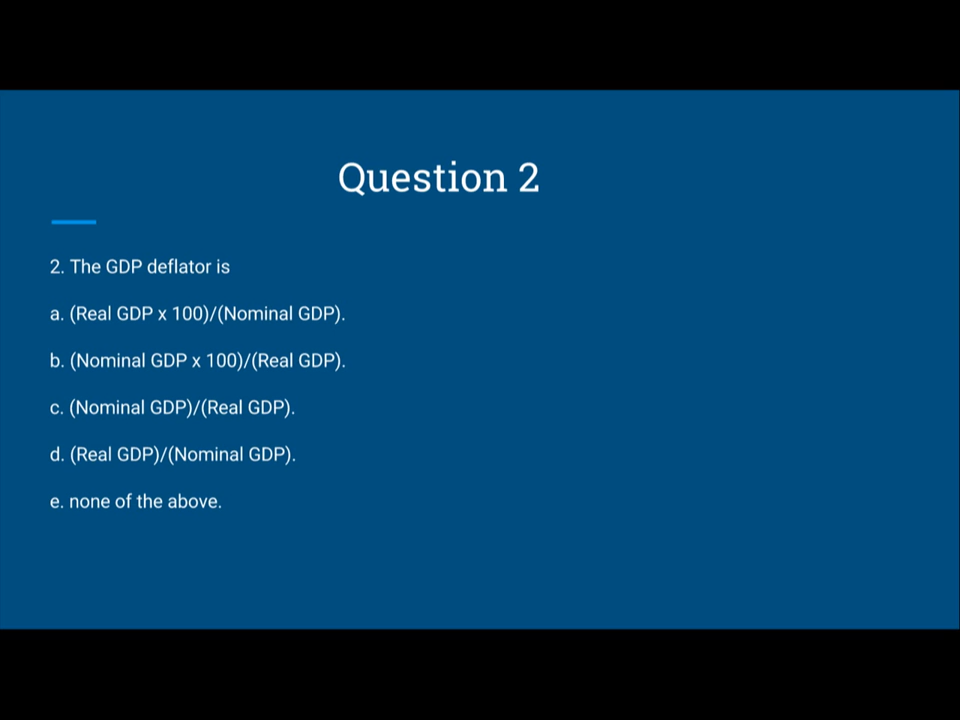 Question 2
2. The GDP deflator is
a. (Real GDP x 100)/(Nominal GDP).
b. (Nominal GDP x 100)/(Real GDP).
c. (Nominal GDP)/(Real GDP).
d. (Real GDP)/(Nominal GDP).
e. none of the above.